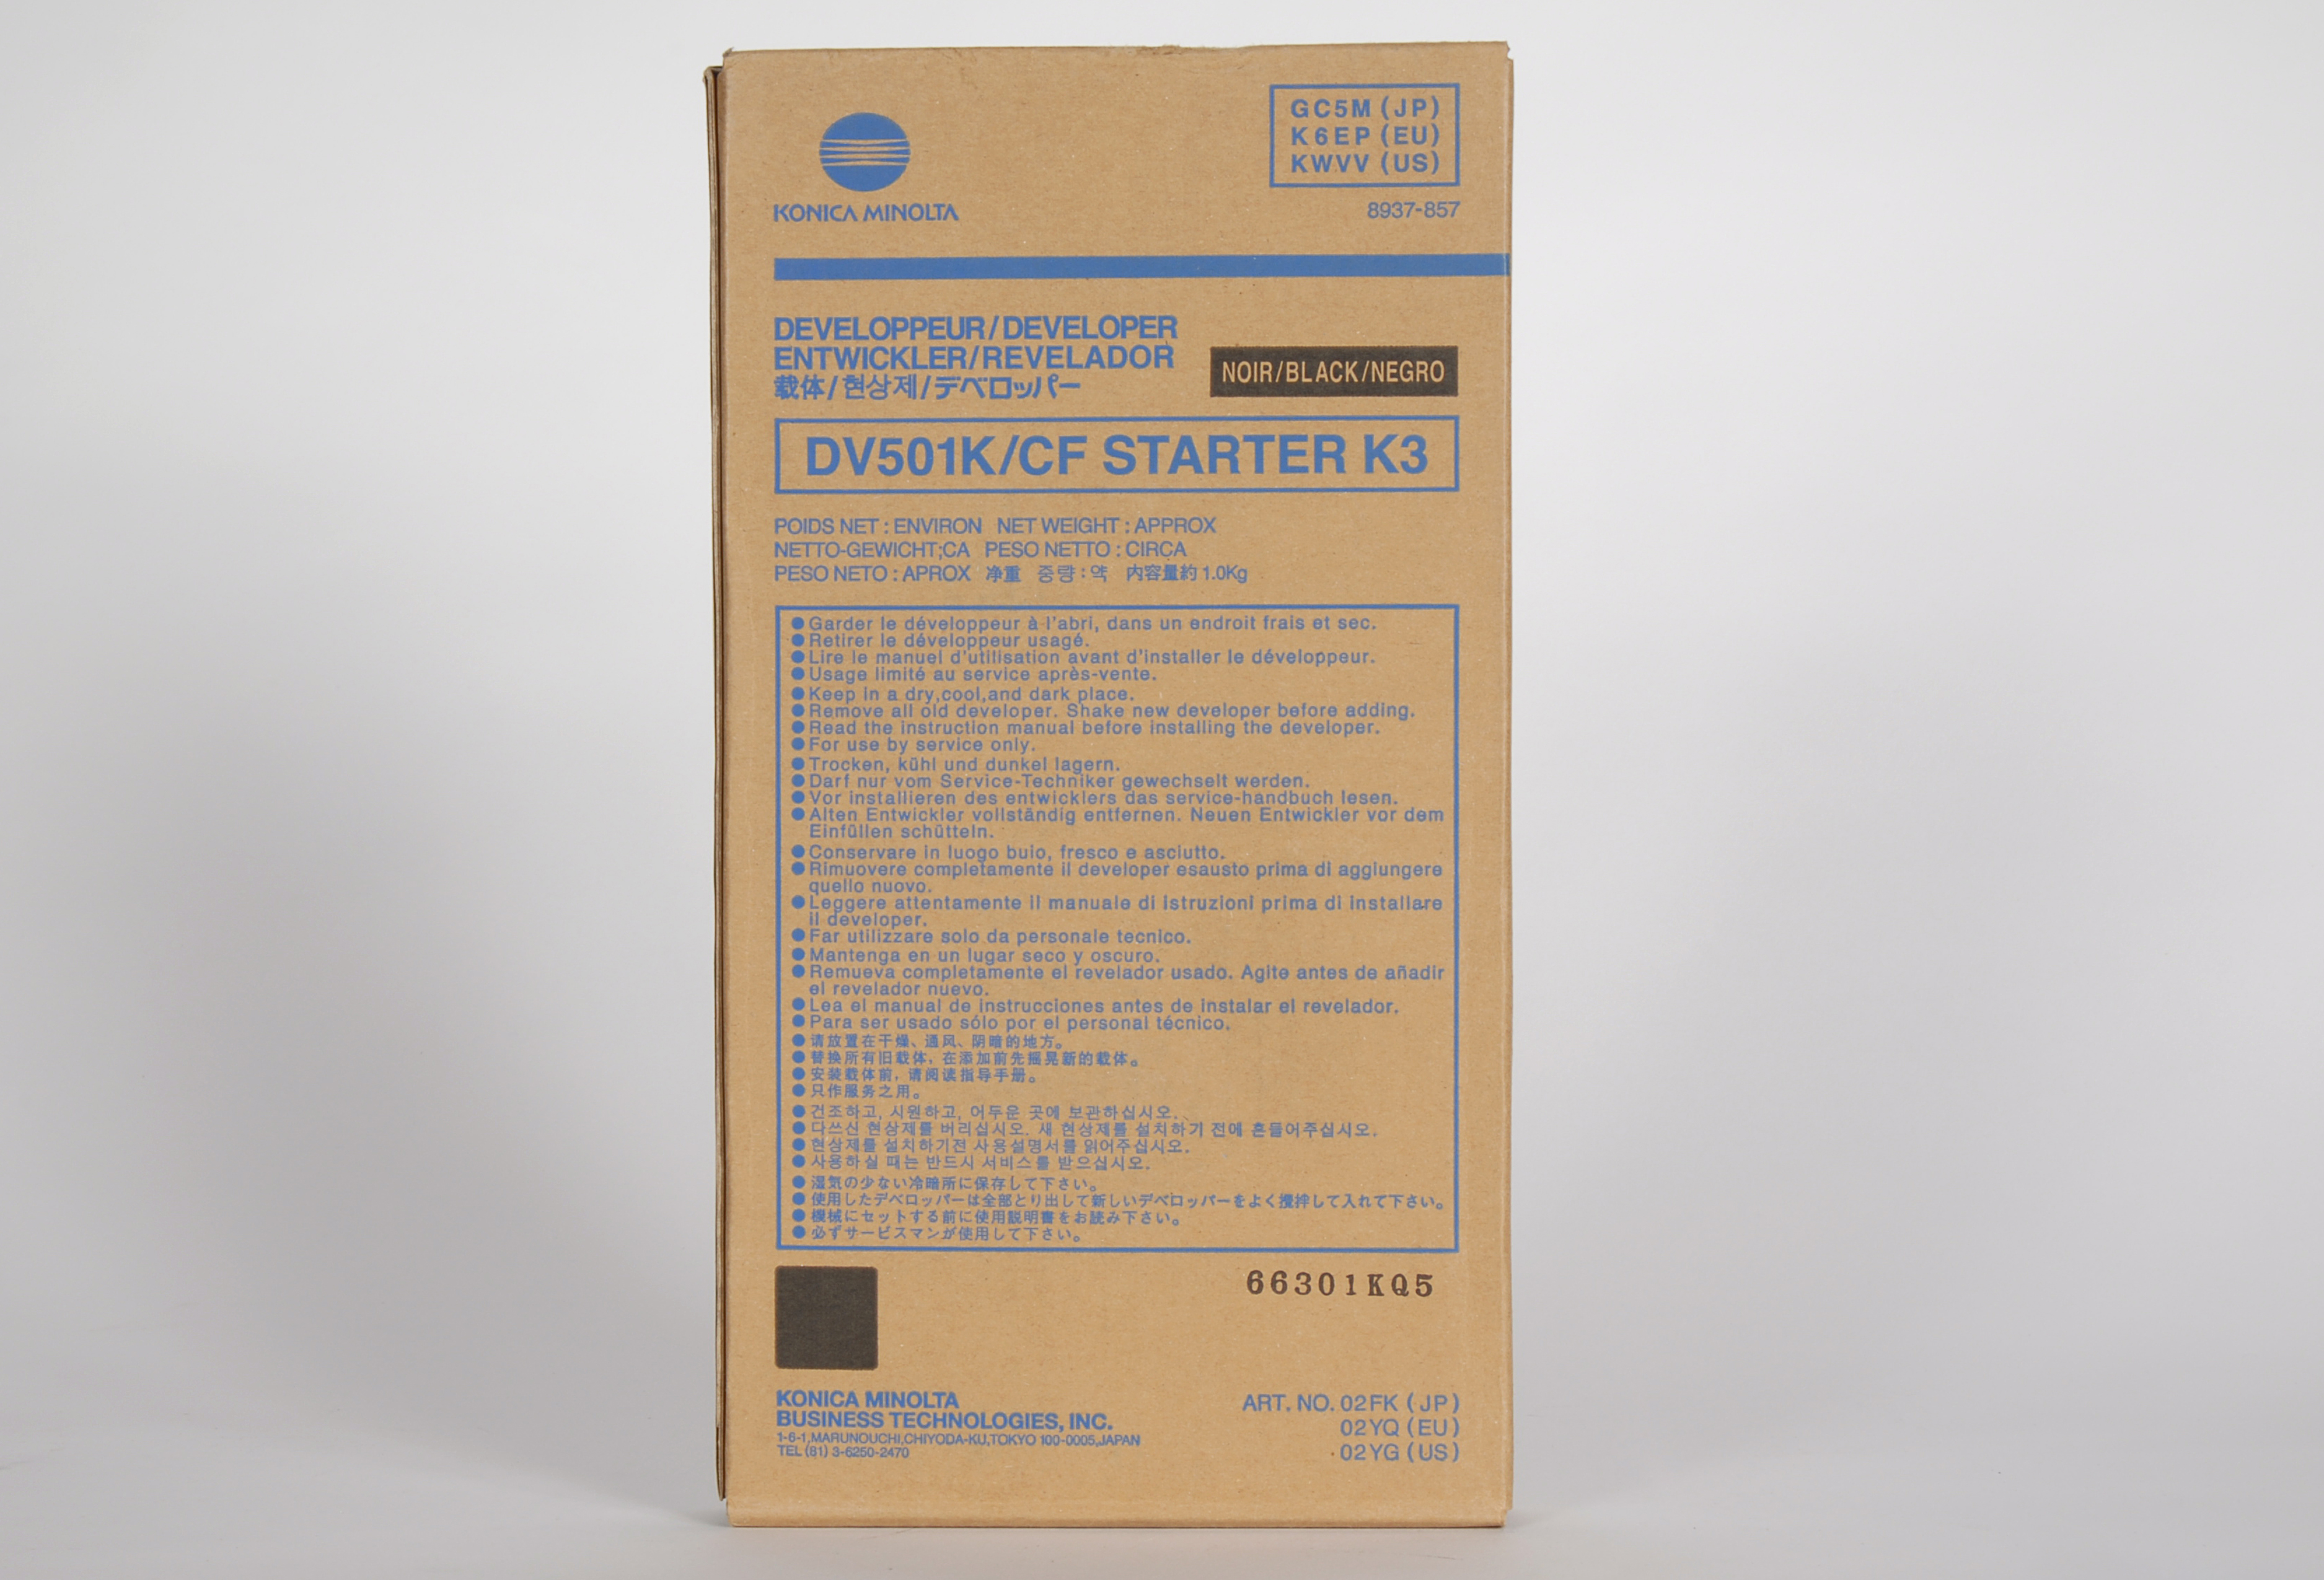 KONICA MINOLTA
GC5M (JP)
K6EP (EU)
KWVV (US)
8937-857
DEVELOPPEUR/DEVELOPER
ENTWICKLER/REVELADOR
载体/현상제/デベロッパー
NOIR/BLACK/NEGRO
DV501K/CF STARTER K3
POIDS NET : ENVIRON NET WEIGHT : APPROX
NETTO-GEWICHT;CA PESO NETTO : CIRCA
PESO NETO : APROX 净重 중량 : 약 内容量約 1.0Kg
●Garder le développeur à l'abri, dans un endroit frais et sec.
●Retirer le développeur usagé.
●Lire le manuel d'utilisation avant d'installer le développeur.
●Usage limité au service après-vente.
●Keep in a dry,cool,and dark place.
●Remove all old developer. Shake new developer before adding.
●Read the instruction manual before installing the developer.
●For use by service only.
●Trocken, kühl und dunkel lagern.
●Darf nur vom Service-Techniker gewechselt werden.
●Vor installieren des entwicklers das service-handbuch lesen.
●Alten Entwickler vollständig entfernen. Neuen Entwickler vor dem
Einfüllen schütteln.
●Conservare in luogo buio, fresco e asciutto.
●Rimuovere completamente il developer esausto prima di aggiungere
quello nuovo.
●Leggere attentamente il manuale di istruzioni prima di installare
il developer.
●Far utilizzare solo da personale tecnico.
●Mantenga en un lugar seco y oscuro.
●Remueva completamente el revelador usado. Agite antes de añadir
el revelador nuevo.
●Lea el manual de instrucciones antes de instalar el revelador.
●Para ser usado sólo por el personal técnico.
●请放置在干燥、通风、阴暗的地方。
●替换所有旧载体，在添加前先摇晃新的载体。
●安装载体前，请阅读指导手册。
●只作服务之用。
●건조하고, 시원하고, 어두운 곳에 보관하십시오.
●다쓰신 현상제를 버리십시오. 새 현상제를 설치하기 전에 흔들어주십시오.
●현상제를 설치하기전 사용설명서를 읽어주십시오.
●사용하실 때는 반드시 서비스를 받으십시오.
●湿気の少ない冷暗所に保存して下さい。
●使用したデベロッパーは全部とり出して新しいデベロッパーをよく攪拌して入れて下さい。
●機械にセットする前に使用説明書をお読み下さい。
●必ずサービスマンが使用して下さい。
66301KQ5
KONICA MINOLTA
BUSINESS TECHNOLOGIES, INC.
1-6-1,MARUNOUCHI,CHIYODA-KU,TOKYO 100-0005,JAPAN
TEL (81) 3-6250-2470
ART. NO. 02FK (JP)
02YQ (EU)
02YG (US)